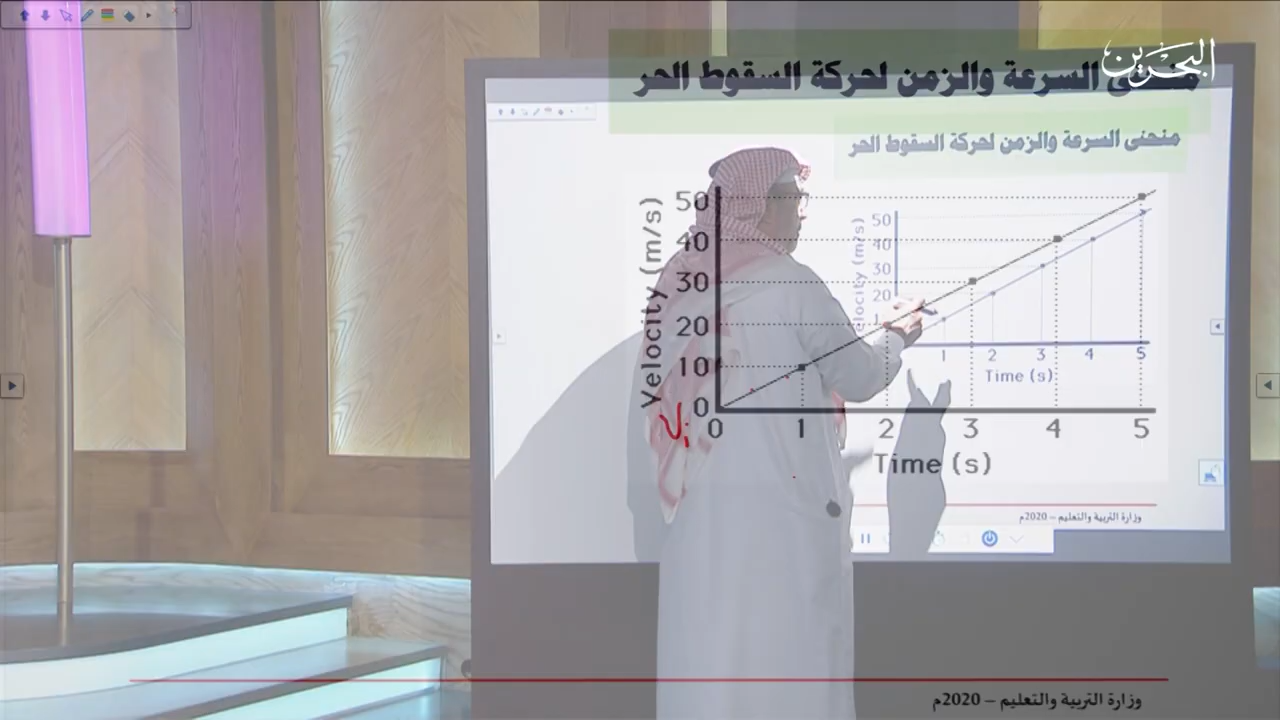 البحرين
منحنى السرعة والزمن لحركة السقوط الحر
منحنى السرعة والزمن لحركة السقوط الحر
Velocity (m/s)
50
40
30
20
10
0
0 1 2 3 4 5
Time (s)
50
40
30
20
1 2 3 4 5
Time (s)
وزارة التربية والتعليم – 2020م
وزارة التربية والتعليم – 2020م